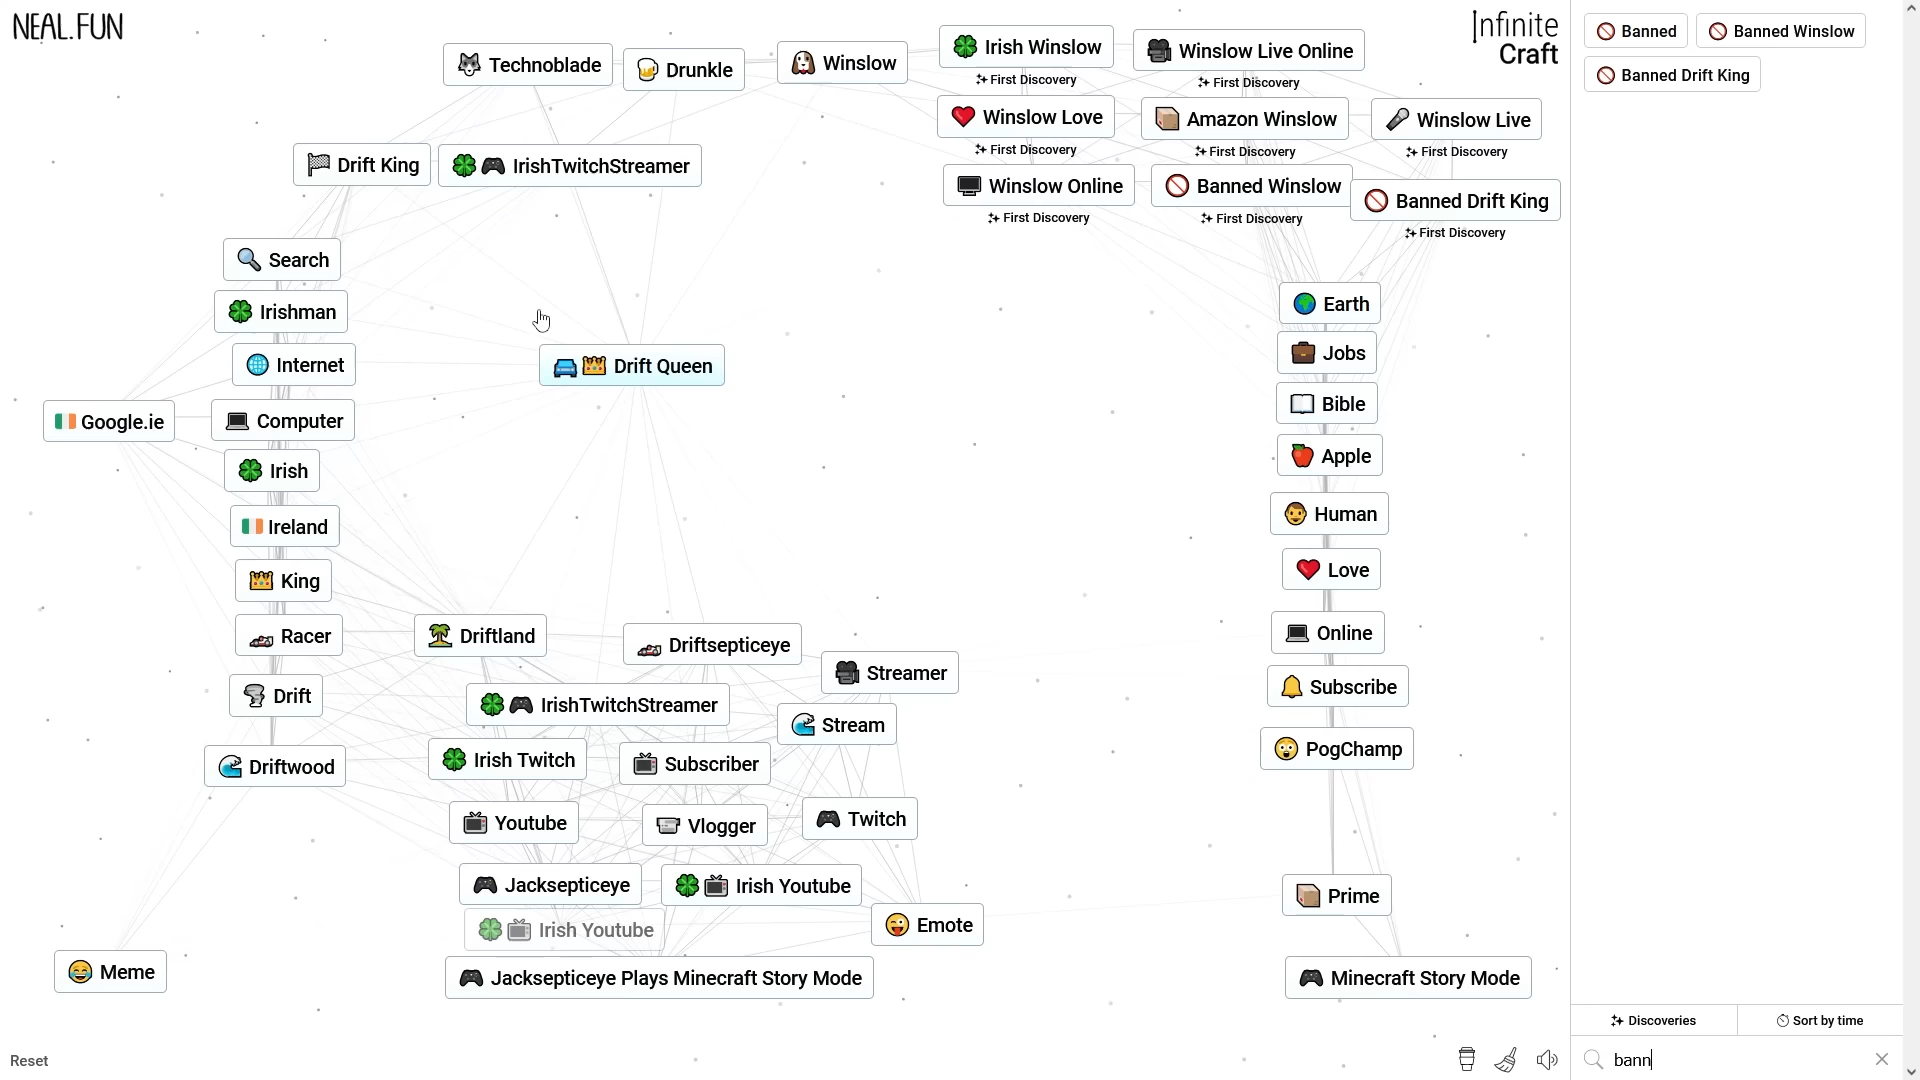 NEAL.FUN
Infinite
Craft
Technoblade
Drunkle
Winslow
Irish Winslow
First Discovery
Winslow Live Online
First Discovery
Winslow Love
First Discovery
Amazon Winslow
First Discovery
Winslow Live
First Discovery
Winslow Online
First Discovery
Banned Winslow
First Discovery
Banned Drift King
First Discovery
Drift King
IrishTwitchStreamer
Search
Irishman
Internet
Google.ie
Computer
Irish
Ireland
King
Racer
Drift
Driftwood
Meme
Drift Queen
Driftland
Driftsepticeye
Streamer
IrishTwitchStreamer
Stream
Irish Twitch
Subscriber
Youtube
Vlogger
Twitch
Jacksepticeye
Irish Youtube
Irish Youtube
Emote
Jacksepticeye Plays Minecraft Story Mode
Earth
Jobs
Bible
Apple
Human
Love
Online
Subscribe
PogChamp
Prime
Minecraft Story Mode
Reset
Banned
Banned Winslow
Banned Drift King
Discoveries
Sort by time
bann